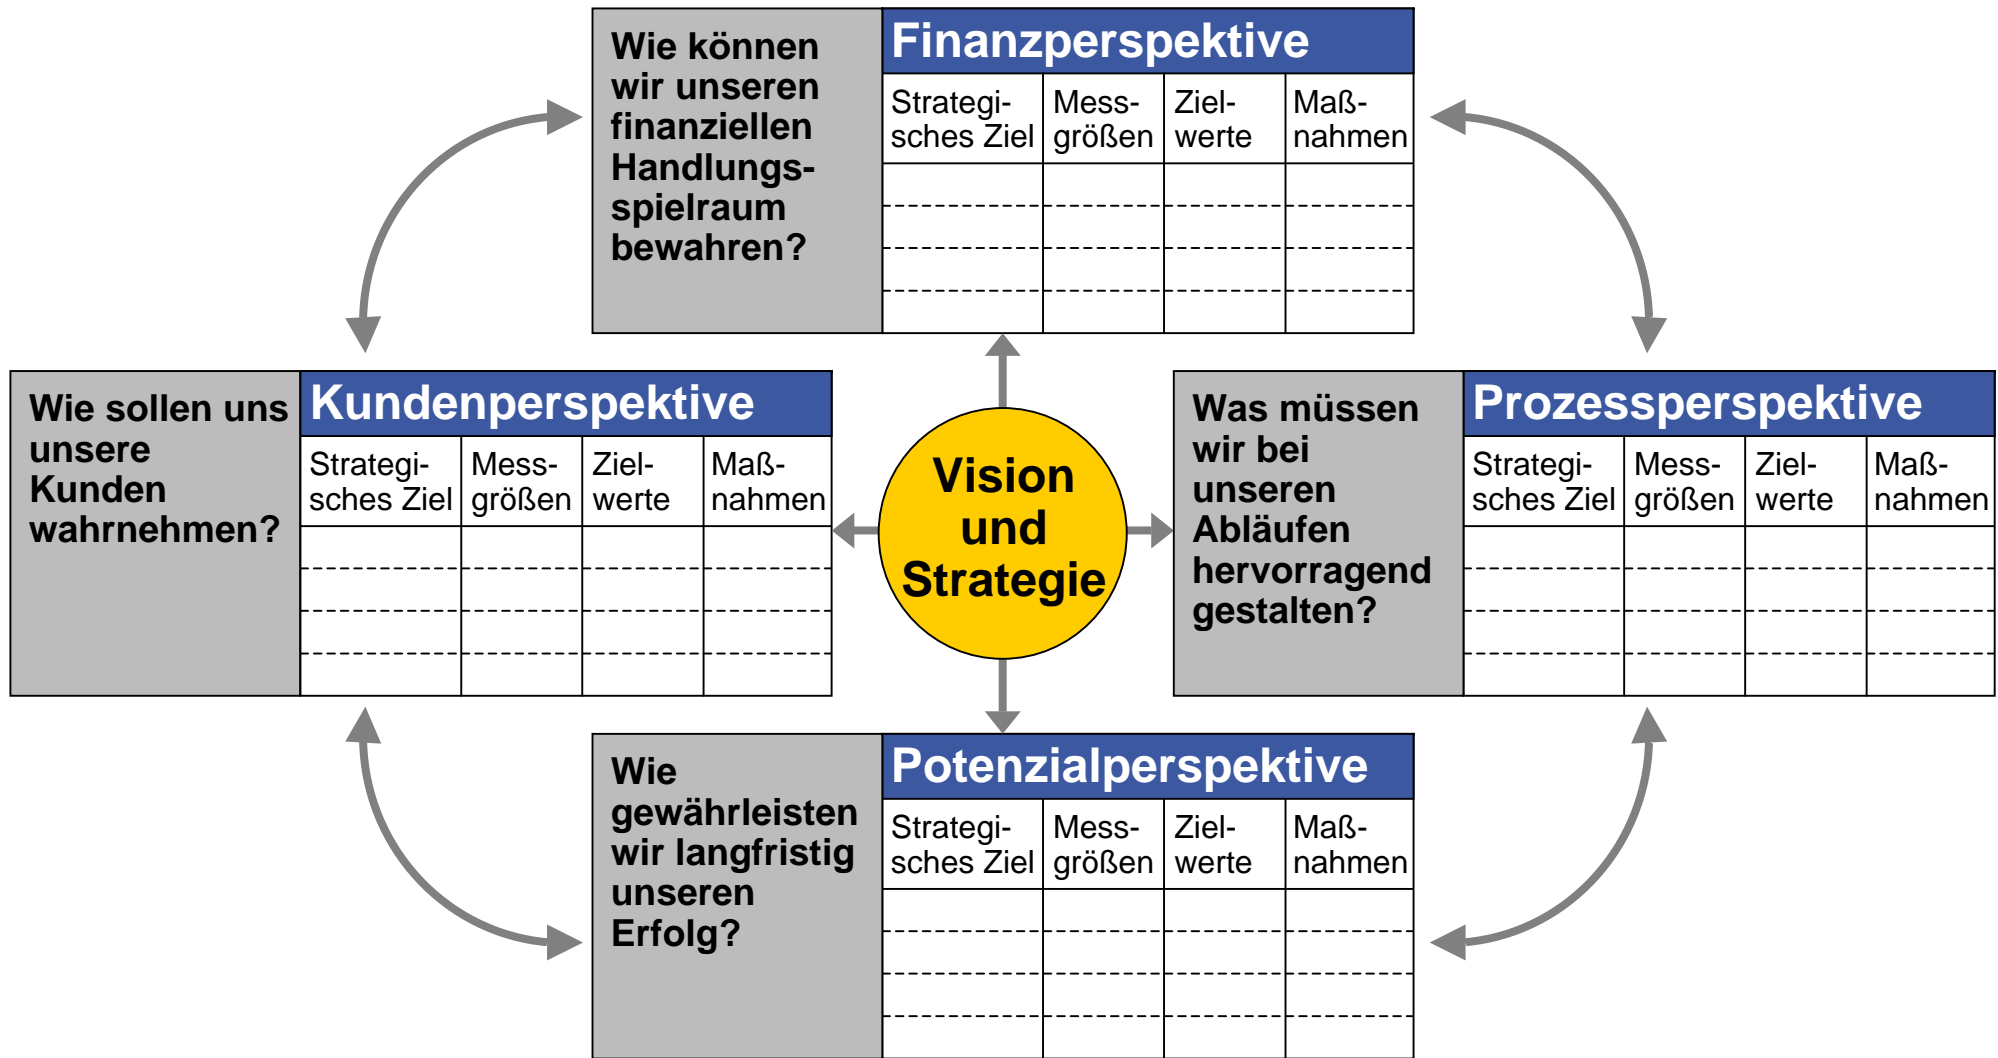 Wie können
wir unseren
finanziellen
Handlungs-
spielraum
bewahren?
Finanzperspektive
Strategi-
sches Ziel
Mess-
größen
Ziel-
werte
Maß-
nahmen
Wie sollen uns
unsere
Kunden
wahrnehmen?
Kundenperspektive
Strategi-
sches Ziel
Mess-
größen
Ziel-
werte
Maß-
nahmen
Vision
und
Strategie
Was müssen
wir bei
unseren
Abläufen
hervorragend
gestalten?
Prozessperspektive
Strategi-
sches Ziel
Mess-
größen
Ziel-
werte
Maß-
nahmen
Wie
gewährleisten
wir langfristig
unseren
Erfolg?
Potenzialperspektive
Strategi-
sches Ziel
Mess-
größen
Ziel-
werte
Maß-
nahmen